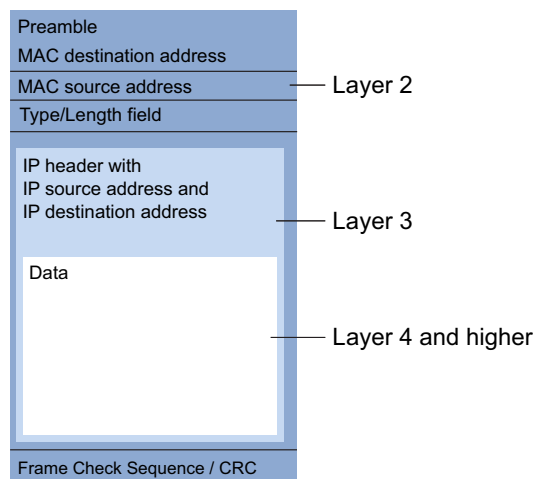 Preamble
MAC destination address
MAC source address
Layer 2
Type/Length field
IP header with
IP source address and
IP destination address
Layer 3
Data
Layer 4 and higher
Frame Check Sequence / CRC